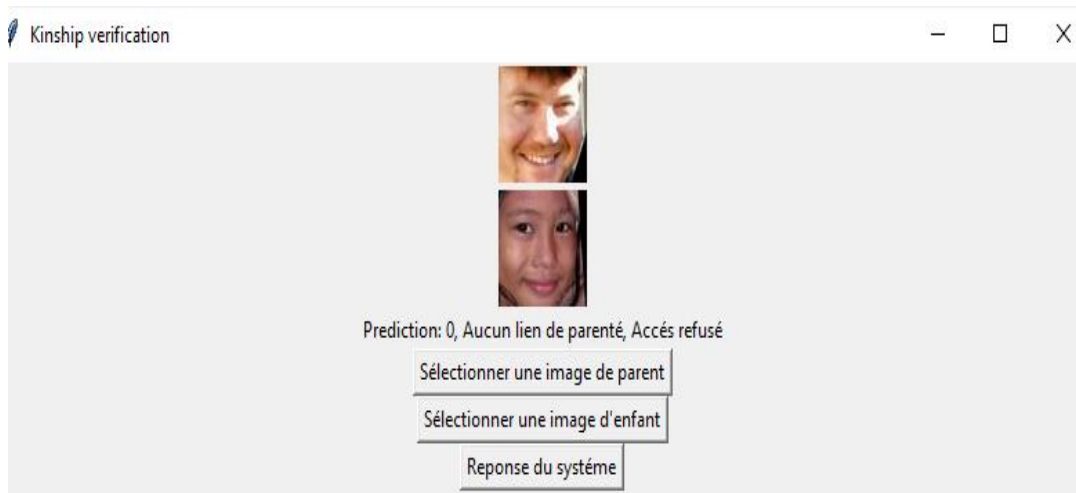 Kinship verification
Prediction: 0, Aucun lien de parenté, Accés refusé
Sélectionner une image de parent
Sélectionner une image d'enfant
Reponse du systéme